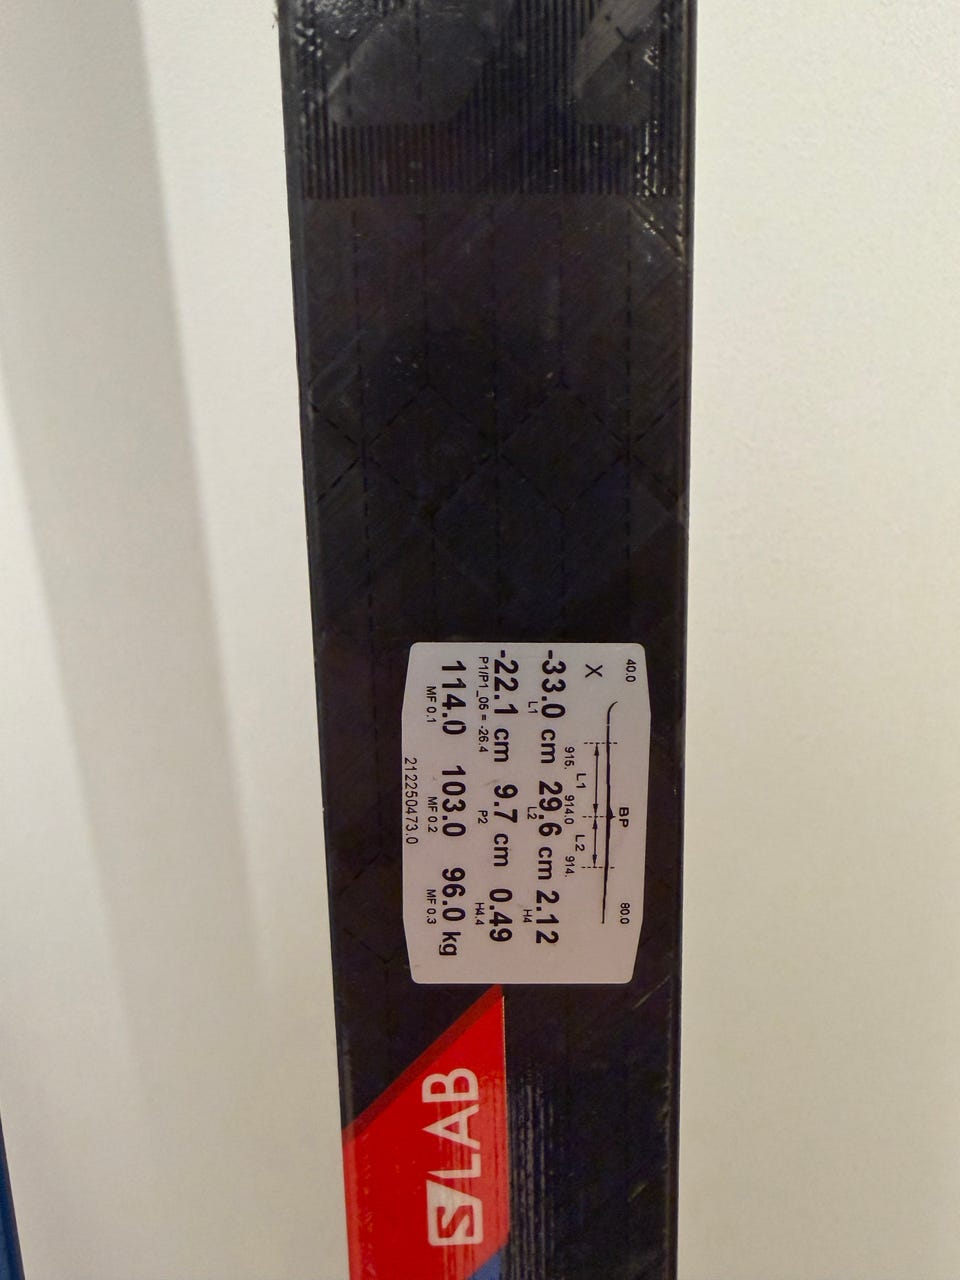 40.0 BP 80.0
X
L1 L2
915. 914.0 914.
-33.0 cm 29.6 cm 2.12
L1 L2 H4
-22.1 cm 9.7 cm 0.49
P1/P1_05 = -26.4 P2 H4.4
114.0 103.0 96.0 kg
MF 0.1 MF 0.2 MF 0.3
212250473.0
S/LAB